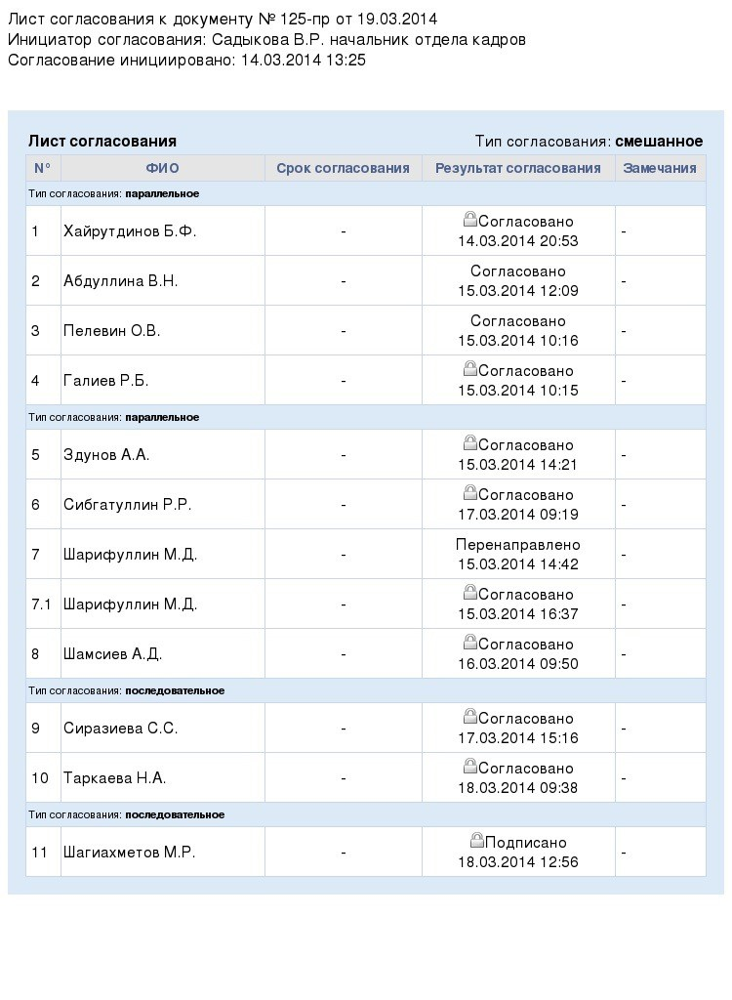 Лист согласования к документу № 125-пр от 19.03.2014
Инициатор согласования: Садыкова В.Р. начальник отдела кадров
Согласование инициировано: 14.03.2014 13:25
Лист согласования Тип согласования: смешанное
N° ФИО Срок согласования Результат согласования Замечания
Тип согласования: параллельное
1 Хайрутдинов Б.Ф. - Согласовано 14.03.2014 20:53 -
2 Абдуллина В.Н. - Согласовано 15.03.2014 12:09 -
3 Пелевин О.В. - Согласовано 15.03.2014 10:16 -
4 Галиев Р.Б. - Согласовано 15.03.2014 10:15 -
Тип согласования: параллельное
5 Здунов А.А. - Согласовано 15.03.2014 14:21 -
6 Сибгатуллин Р.Р. - Согласовано 17.03.2014 09:19 -
7 Шарифуллин М.Д. - Перенаправлено 15.03.2014 14:42 -
7.1 Шарифуллин М.Д. - Согласовано 15.03.2014 16:37 -
8 Шамсиев А.Д. - Согласовано 16.03.2014 09:50 -
Тип согласования: последовательное
9 Сиразиева С.С. - Согласовано 17.03.2014 15:16 -
10 Таркаева Н.А. - Согласовано 18.03.2014 09:38 -
Тип согласования: последовательное
11 Шагиахметов М.Р. - Подписано 18.03.2014 12:56 -